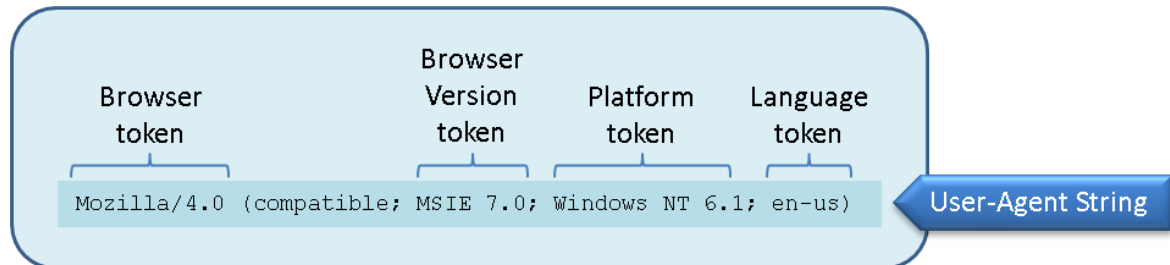 Browser
token
Browser
Version
token
Platform
token
Language
token
Mozilla/4.0 (compatible; MSIE 7.0; Windows NT 6.1; en-us)
User-Agent String